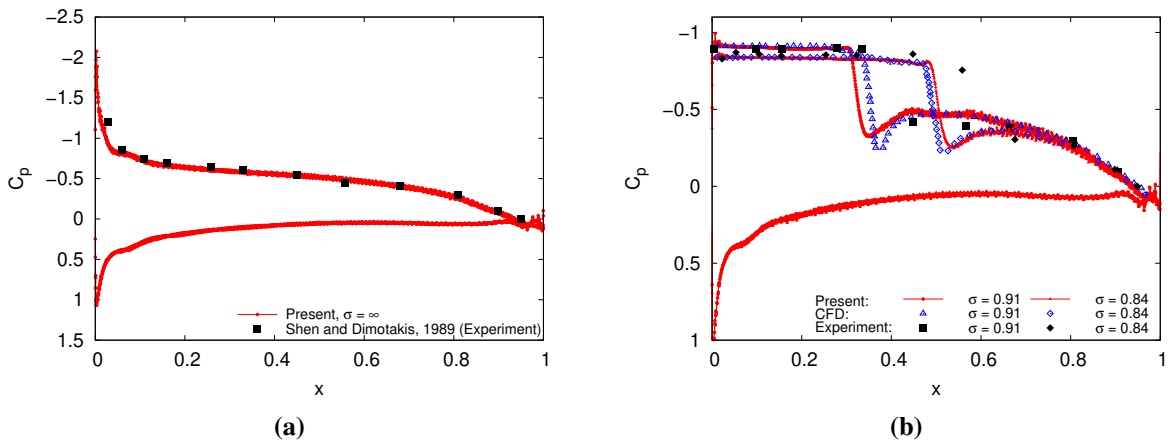 -2.5
-2
-1.5
-1
-0.5
0
0.5
1
1.5
C_p
0 0.2 0.4 0.6 0.8 1
x
Present, σ = ∞
Shen and Dimotakis, 1989 (Experiment)
(a)
-1
-0.5
0
0.5
1
C_p
0 0.2 0.4 0.6 0.8 1
x
Present: σ = 0.91 σ = 0.84
CFD: σ = 0.91 σ = 0.84
Experiment: σ = 0.91 σ = 0.84
(b)